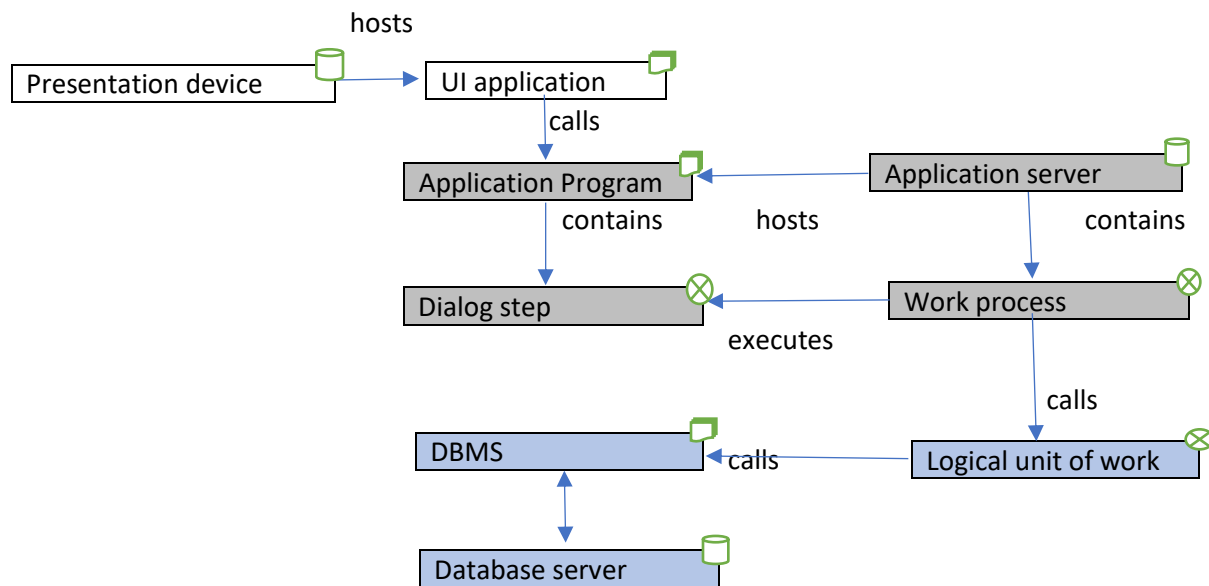 hosts
Presentation device
UI application
calls
Application Program
Application server
contains
hosts
contains
Dialog step
Work process
executes
calls
DBMS
calls
Logical unit of work
Database server